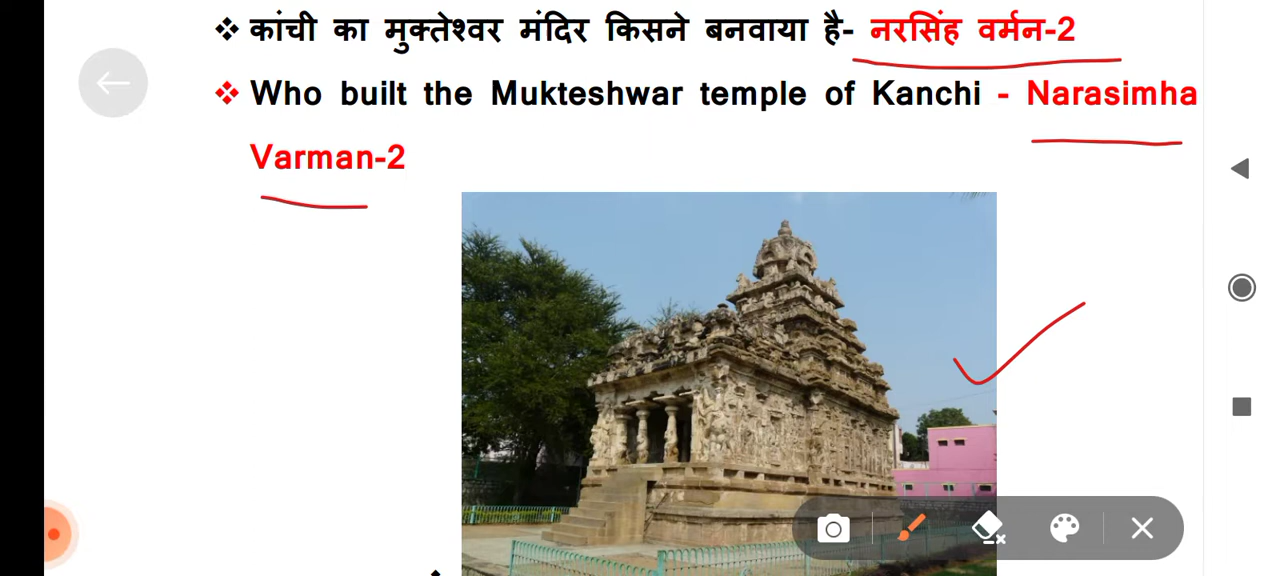 ❖ कांची का मुक्तेश्वर मंदिर किसने बनवाया है- नरसिंह वर्मन-2
❖ Who built the Mukteshwar temple of Kanchi - Narasimha
Varman-2